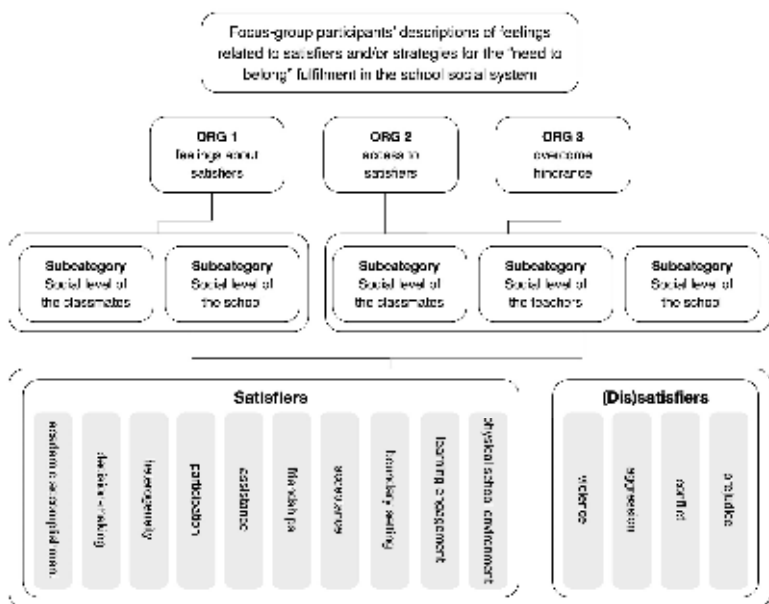 Focus-group participants' descriptions of feelings
related to satisfiers and/or strategies for the "need to
belong" fulfilment in the school social system
ORG 1
feelings about
satisfiers
ORG 2
access to
satisfiers
ORG 3
overcome
hindrance
Subcategory
Social level of
the classmates
Subcategory
Social level of
the school
Subcategory
Social level of
the classmates
Subcategory
Social level of
the teachers
Subcategory
Social level of
the school
Satisfiers
academic
decision-making
heterogeneity
participation
assistance
friendships
acceptance
boundary setting
learning engagement
physical school environment
(Dis)satisfiers
violence
aggression
conflict
prejudice